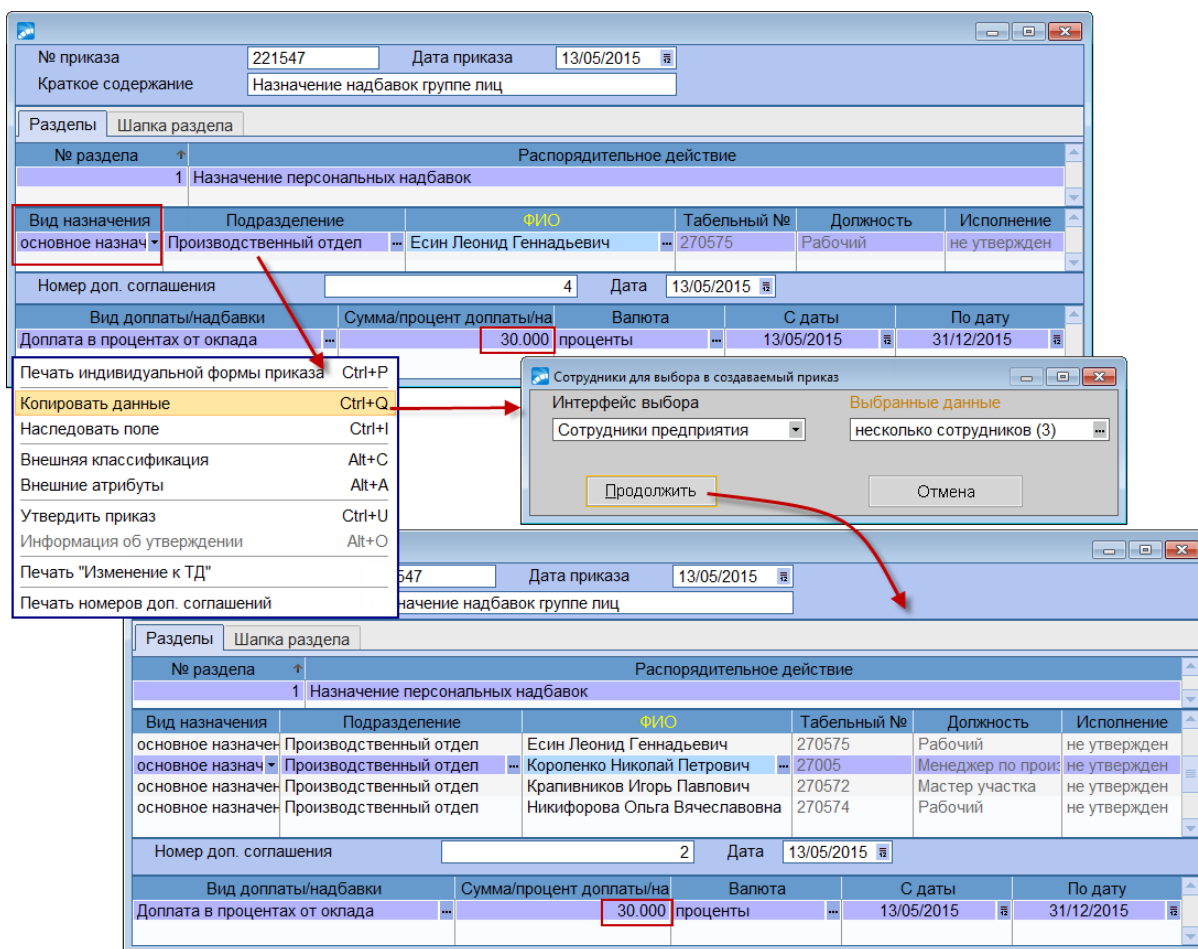 № приказа 221547 Дата приказа 13/05/2015
Краткое содержание Назначение надбавок группе лиц
Разделы Шапка раздела
№ раздела Распорядительное действие
1 Назначение персональных надбавок
Вид назначения Подразделение ФИО Табельный № Должность Исполнение
основное назнач Производственный отдел ... Есин Леонид Геннадьевич ... 270575 Рабочий не утвержден
Номер доп. соглашения 4 Дата 13/05/2015
Вид доплаты/надбавки Сумма/процент доплаты/на Валюта С даты По дату
Доплата в процентах от оклада ... 30.000 проценты ... 13/05/2015 31/12/2015
Печать индивидуальной формы приказа Ctrl+P
Копировать данные Ctrl+Q
Наследовать поле Ctrl+I
Внешняя классификация Alt+C
Внешние атрибуты Alt+A
Утвердить приказ Ctrl+U
Информация об утверждении Alt+O
Печать "Изменение к ТД"
Печать номеров доп. соглашений
Сотрудники для выбора в создаваемый приказ
Интерфейс выбора Выбранные данные
Сотрудники предприятия несколько сотрудников (3) ...
Продолжить Отмена
547 Дата приказа 13/05/2015
начение надбавок группе лиц
Разделы Шапка раздела
№ раздела Распорядительное действие
1 Назначение персональных надбавок
Вид назначения Подразделение ФИО Табельный № Должность Исполнение
основное назначен Производственный отдел Есин Леонид Геннадьевич 270575 Рабочий не утвержден
основное назнач Производственный отдел ... Короленко Николай Петрович ... 27005 Менеджер по произ не утвержден
основное назначен Производственный отдел Крапивников Игорь Павлович 270572 Мастер участка не утвержден
основное назначен Производственный отдел Никифорова Ольга Вячеславовна 270574 Рабочий не утвержден
Номер доп. соглашения 2 Дата 13/05/2015
Вид доплаты/надбавки Сумма/процент доплаты/на Валюта С даты По дату
Доплата в процентах от оклада ... 30.000 проценты ... 13/05/2015 31/12/2015